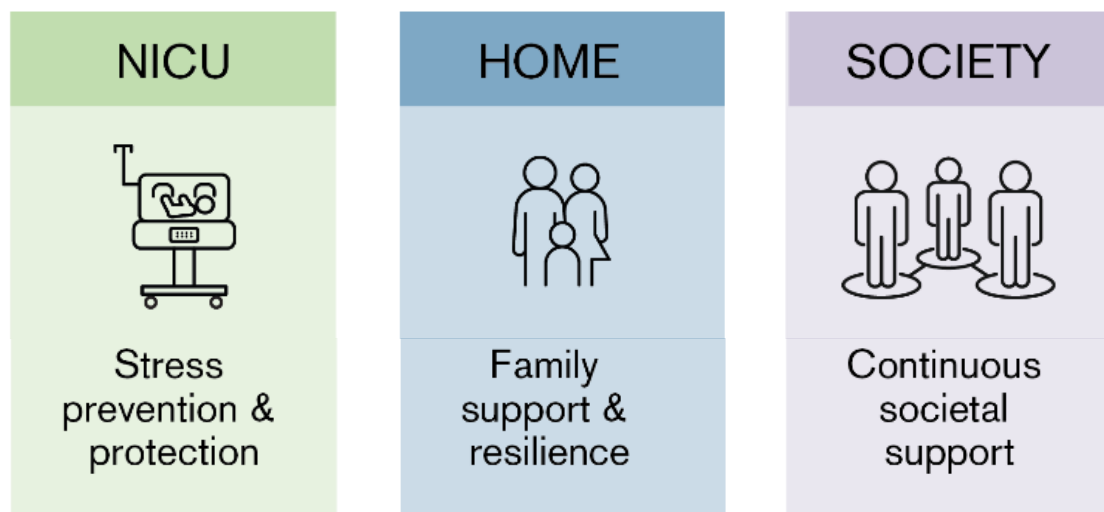 NICU
Stress
prevention &
protection
HOME
Family
support &
resilience
SOCIETY
Continuous
societal
support